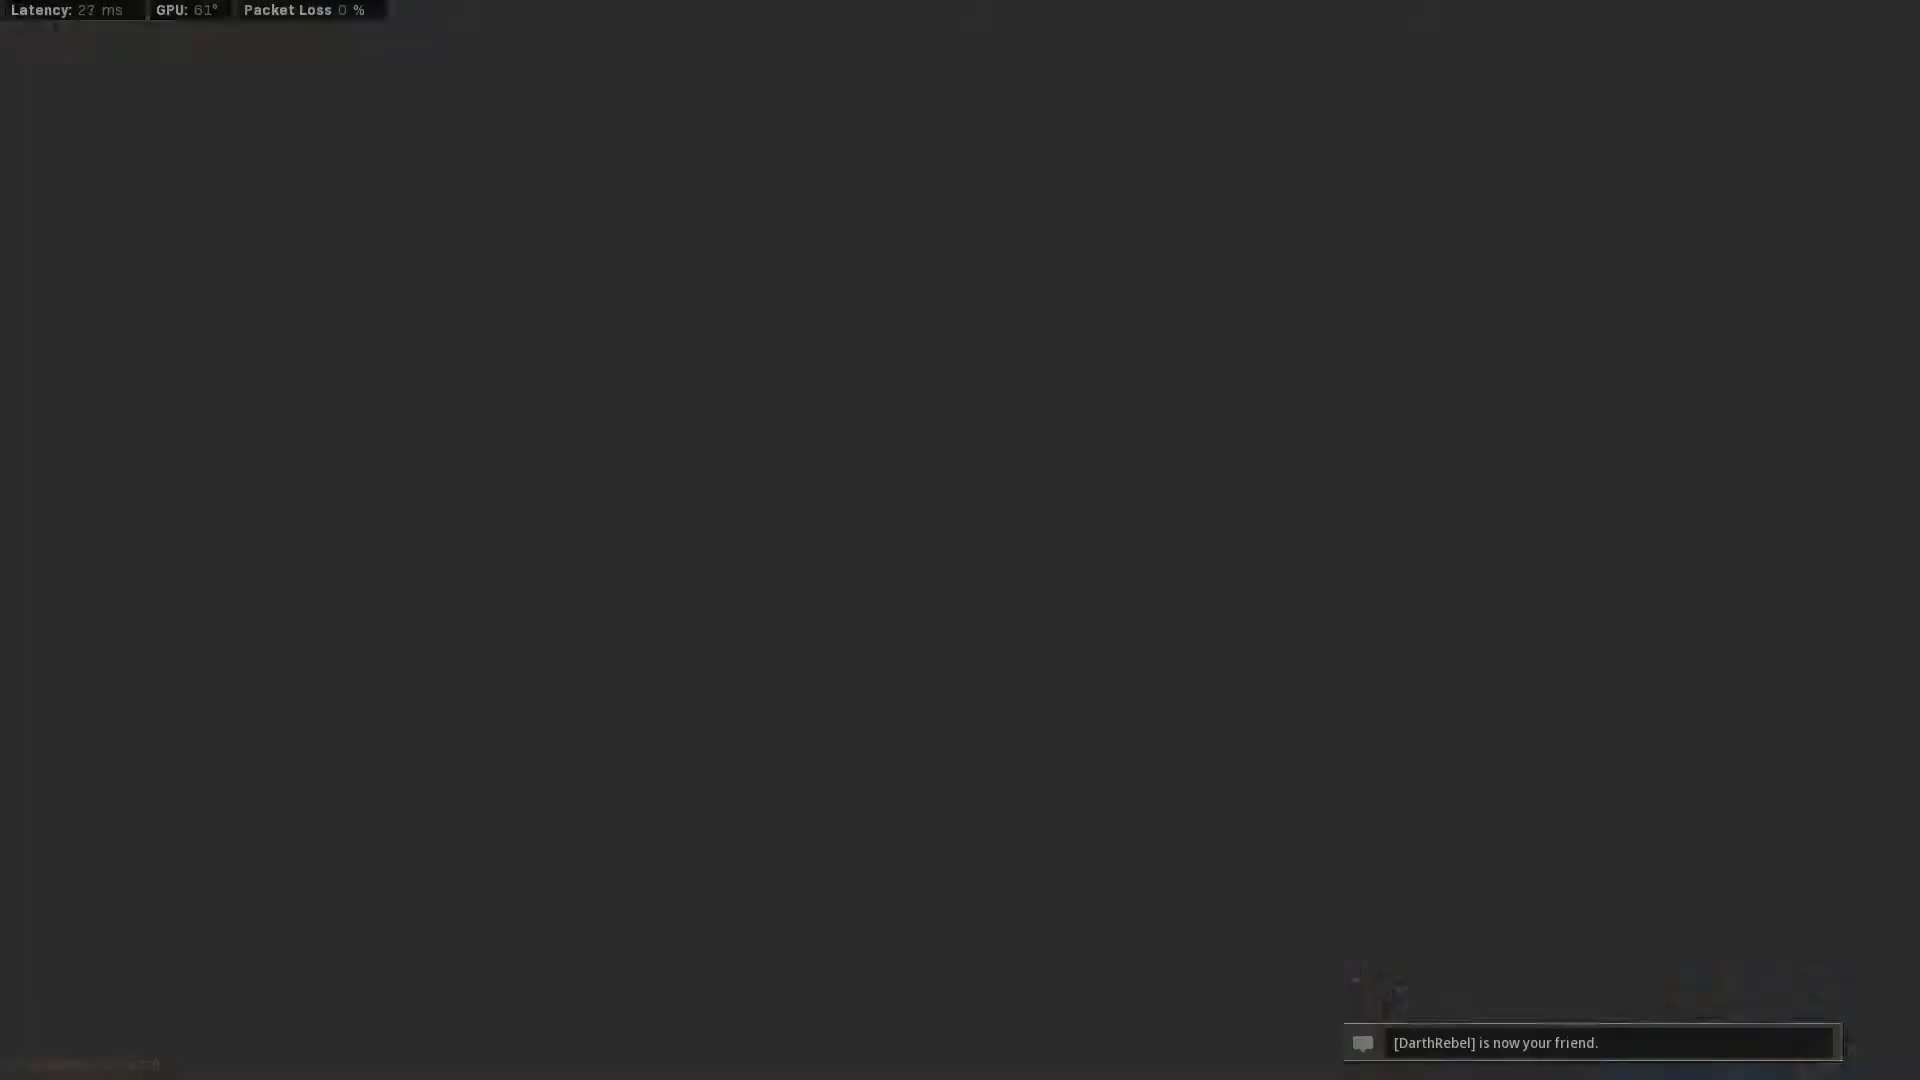 Latency: 27 ms GPU: 61° Packet Loss 0 %
[DarthRebel] is now your friend.